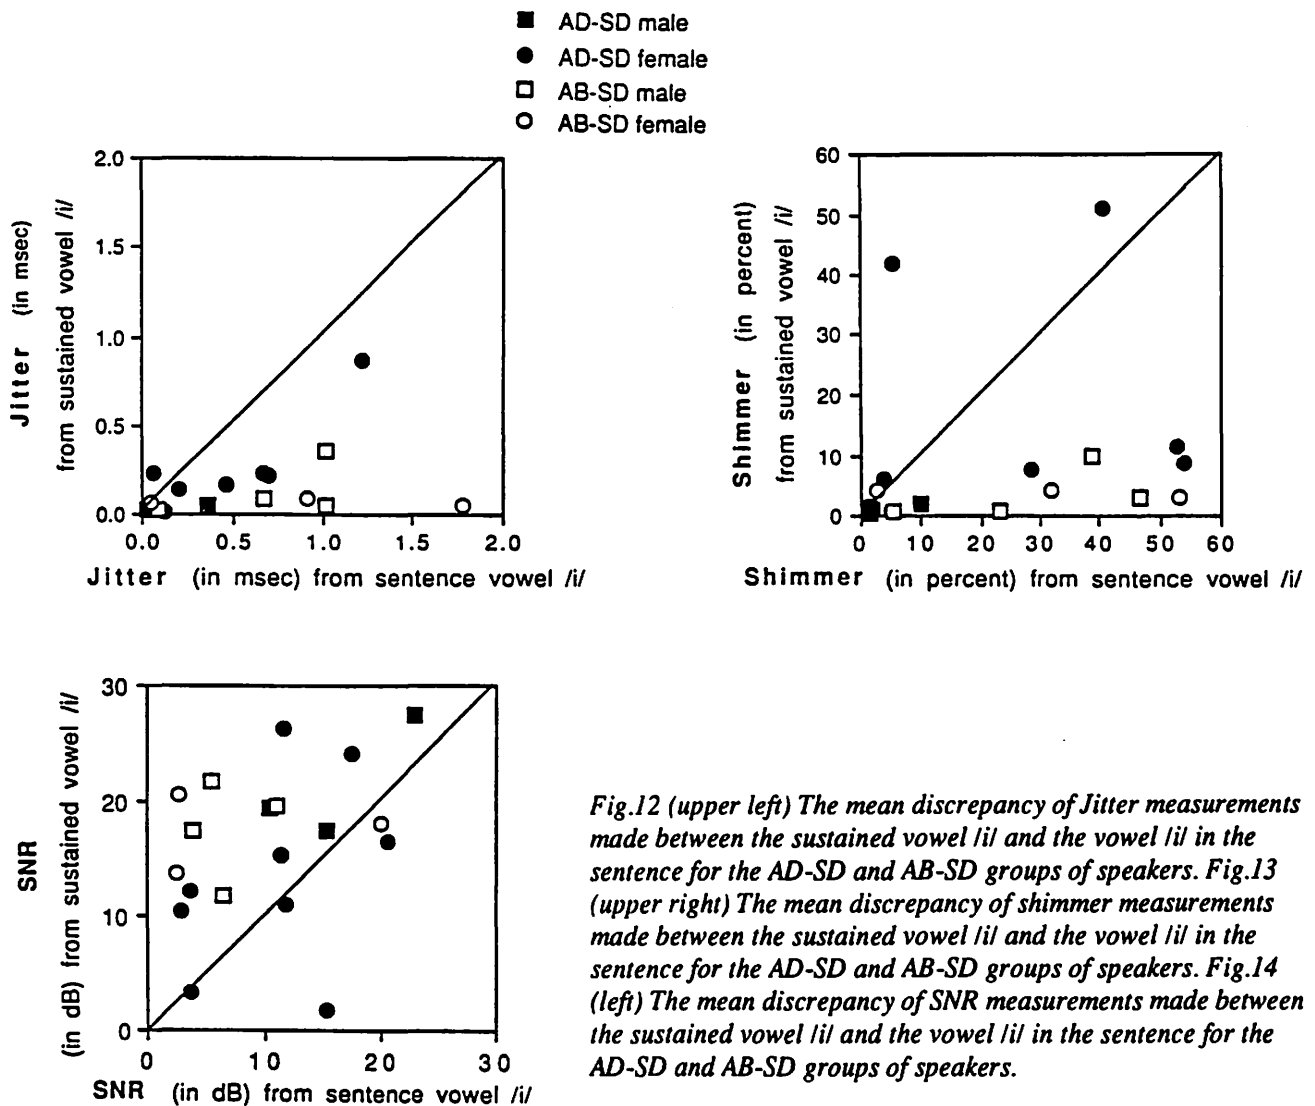 AD-SD male
AD-SD female
AB-SD male
AB-SD female
Jitter (in msec)
from sustained vowel /i/
2.0
1.5
1.0
0.5
0.0
0.0 0.5 1.0 1.5 2.0
Jitter (in msec) from sentence vowel /i/
Shimmer (in percent)
from sustained vowel /i/
60
50
40
30
20
10
0
0 10 20 30 40 50 60
Shimmer (in percent) from sentence vowel /i/
SNR
(in dB) from sustained vowel /i/
30
20
10
0
0 10 20 30
SNR (in dB) from sentence vowel /i/
Fig.12 (upper left) The mean discrepancy of Jitter measurements
made between the sustained vowel /i/ and the vowel /i/ in the
sentence for the AD-SD and AB-SD groups of speakers. Fig.13
(upper right) The mean discrepancy of shimmer measurements
made between the sustained vowel /i/ and the vowel /i/ in the
sentence for the AD-SD and AB-SD groups of speakers. Fig.14
(left) The mean discrepancy of SNR measurements made between
the sustained vowel /i/ and the vowel /i/ in the sentence for the
AD-SD and AB-SD groups of speakers.